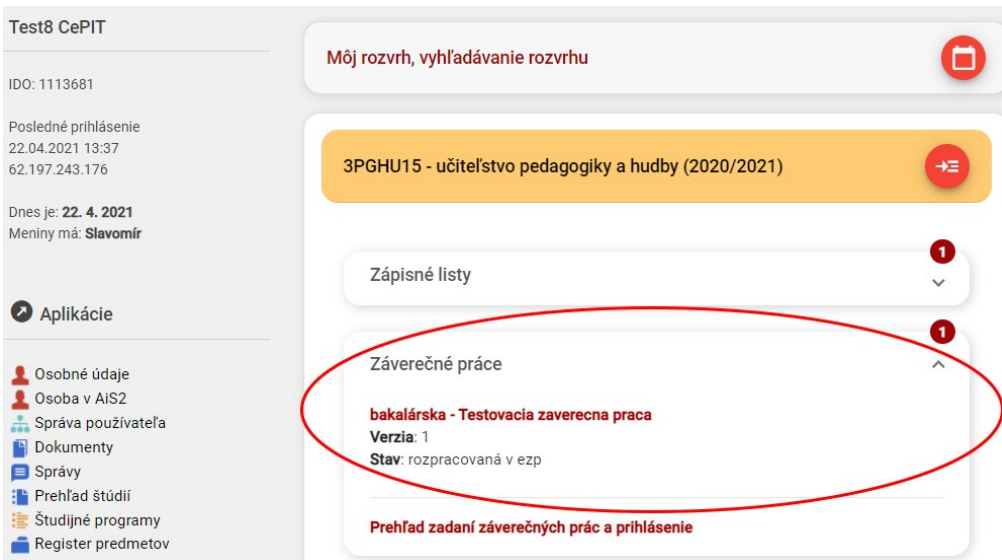 Test8 CePIT
IDO: 1113681
Posledné prihlásenie
22.04.2021 13:37
62.197.243.176
Dnes je: 22. 4. 2021
Meniny má: Slavomír
Aplikácie
Osobné údaje
Osoba v AiS2
Správa používateľa
Dokumenty
Správy
Prehľad štúdií
Študijné programy
Register predmetov
Môj rozvrh, vyhľadávanie rozvrhu
3PGHU15 - učiteľstvo pedagogiky a hudby (2020/2021)
1
Zápisné listy
1
Záverečné práce
bakalárska - Testovacia zaverecna praca
Verzia: 1
Stav: rozpracovaná v ezp
Prehľad zadaní záverečných prác a prihlásenie